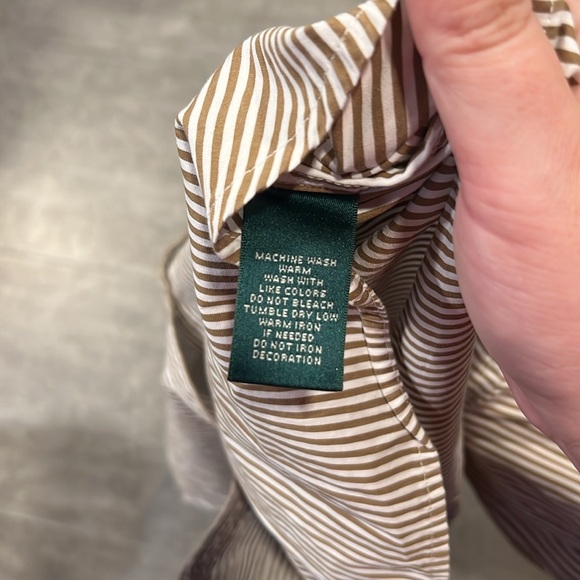 MACHINE WASH
WARM
WASH WITH
LIKE COLORS
DO NOT BLEACH
TUMBLE DRY LOW
WARM IRON
IF NEEDED
DO NOT IRON
DECORATION